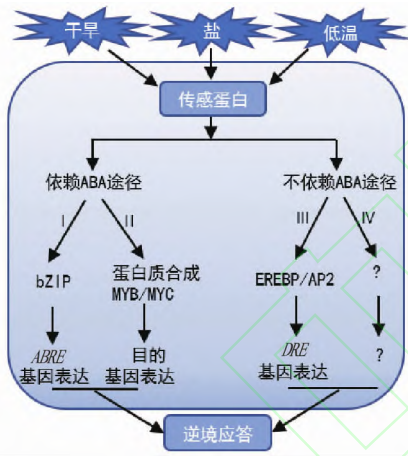 干旱
盐
低温
传感蛋白
依赖ABA途径
不依赖ABA途径
I
II
III
IV
bZIP
蛋白质合成
MYB/MYC
EREBP/AP2
?
ABRE
基因表达
目的
基因表达
DRE
基因表达
?
逆境应答